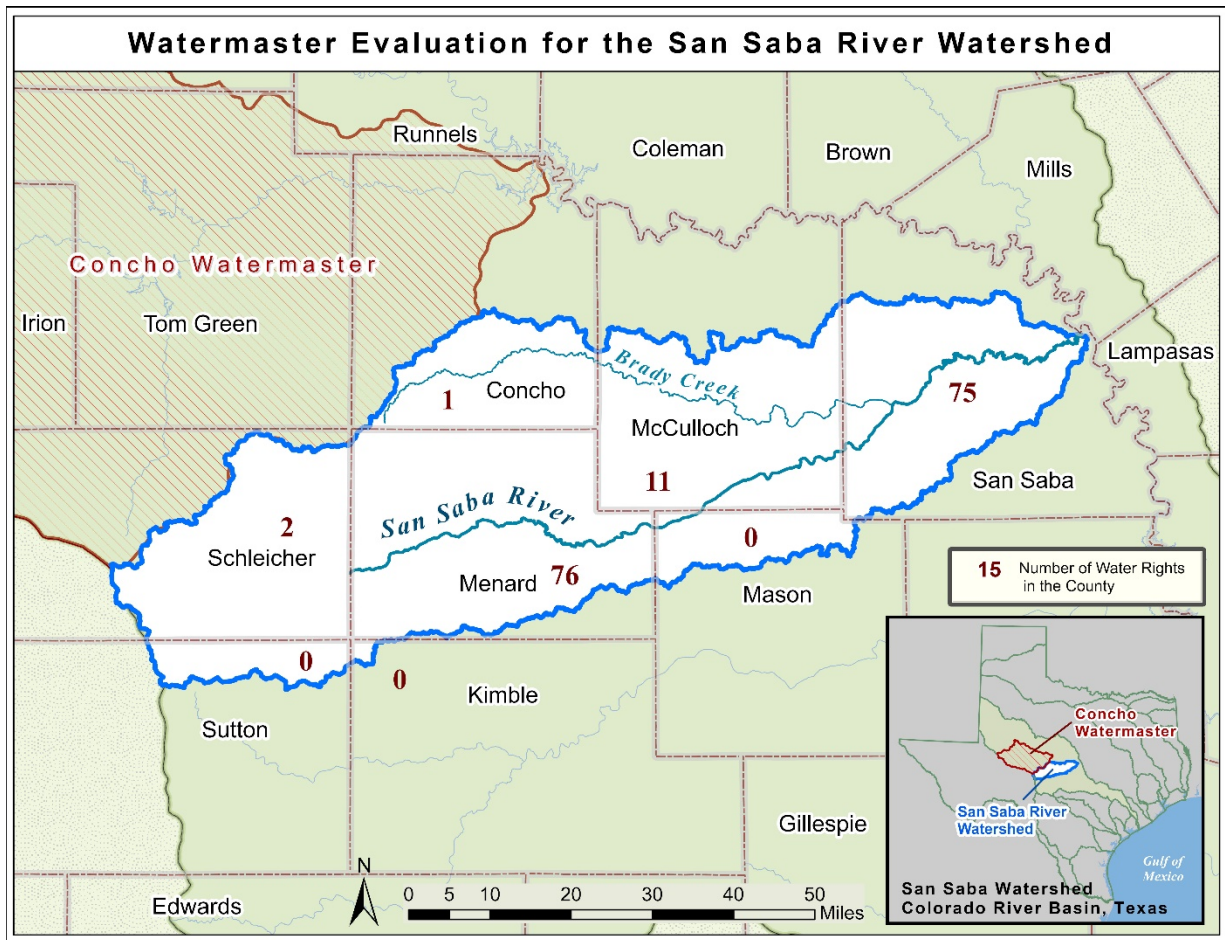 Watermaster Evaluation for the San Saba River Watershed
Runnels
Coleman
Brown
Mills
Concho Watermaster
Irion
Tom Green
Lampasas
Brady Creek
Concho
1
75
McCulloch
San Saba
11
San Saba River
2
Schleicher
0
Menard
76
Mason
15 Number of Water Rights
in the County
0
0
Kimble
Sutton
Gillespie
Edwards
N
0 5 10 20 30 40 50
Miles
Concho
Watermaster
San Saba River
Watershed
Gulf of
Mexico
San Saba Watershed
Colorado River Basin, Texas